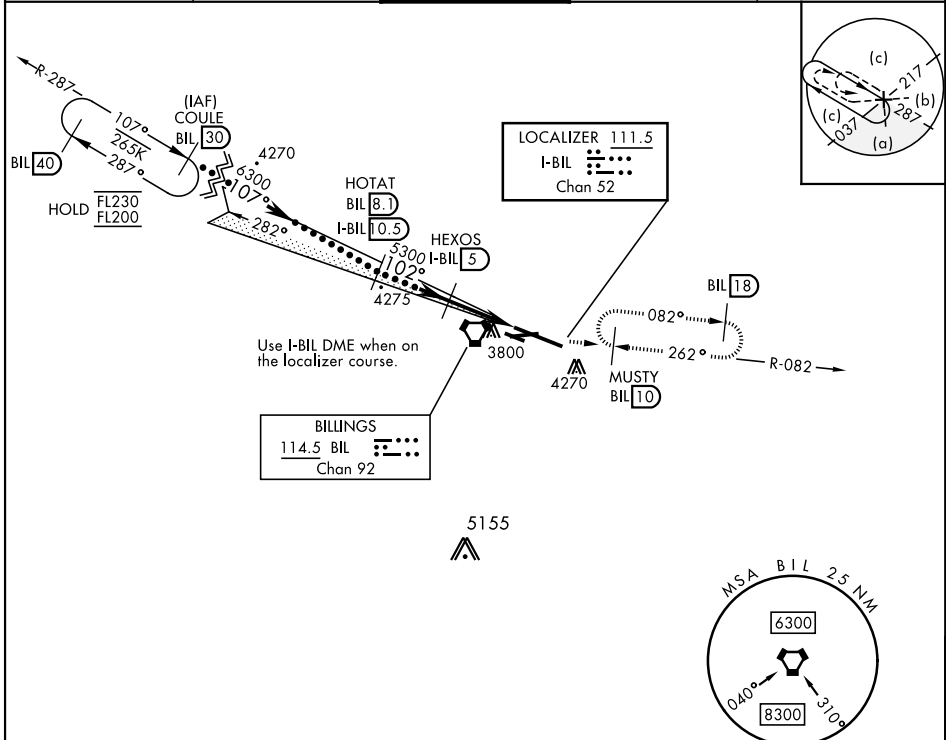 R-287
107°
265K
287°
BIL 40
HOLD FL230
FL200
(IAF)
COULE
BIL 30
4270
6300
107°
282°
HOTAT
BIL 8.1
I-BIL 10.5
5300
102°
4275
HEXOS
I-BIL 5
LOCALIZER 111.5
I-BIL
Chan 52
(c)
217
(b)
287
(c)
037
(a)
BIL 18
082°
262°
R-082
MUSTY
BIL 10
3800
4270
Use I-BIL DME when on
the localizer course.
BILLINGS
114.5 BIL
Chan 92
5155
MSA BIL 25 NM
6300
040°
310°
8300